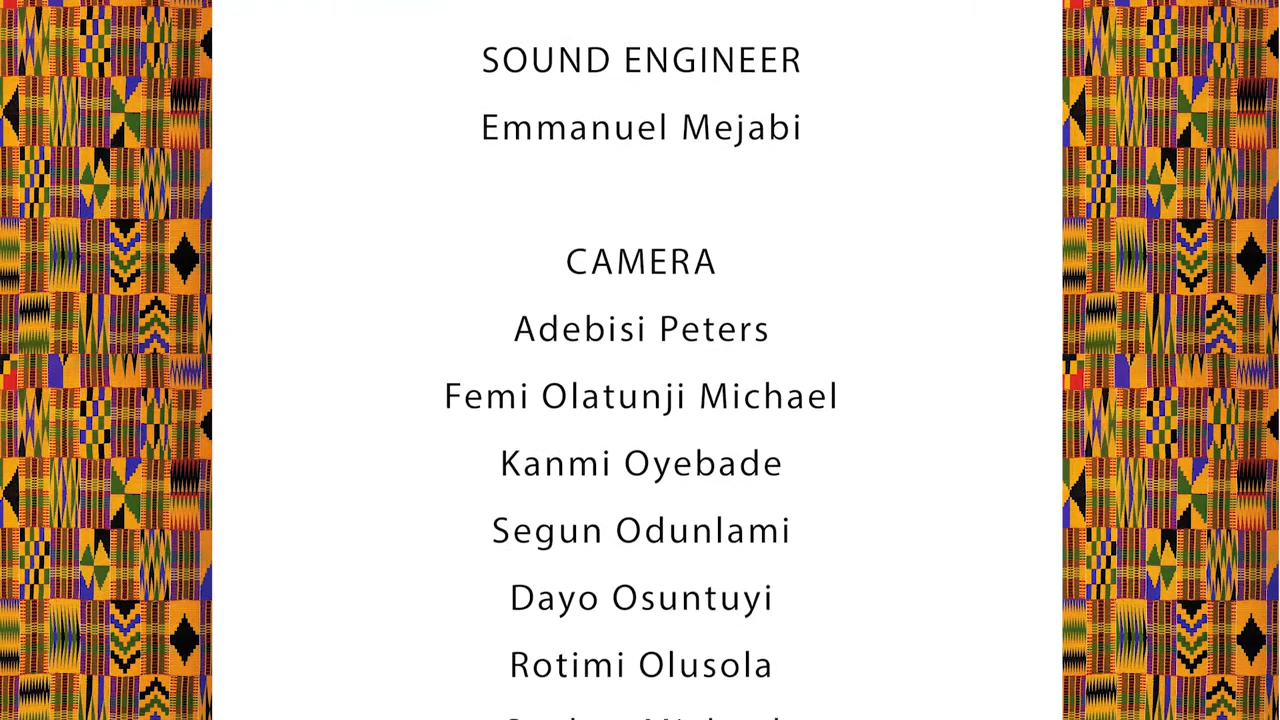 SOUND ENGINEER
Emmanuel Mejabi
CAMERA
Adebisi Peters
Femi Olatunji Michael
Kanmi Oyebade
Segun Odunlami
Dayo Osuntuyi
Rotimi Olusola